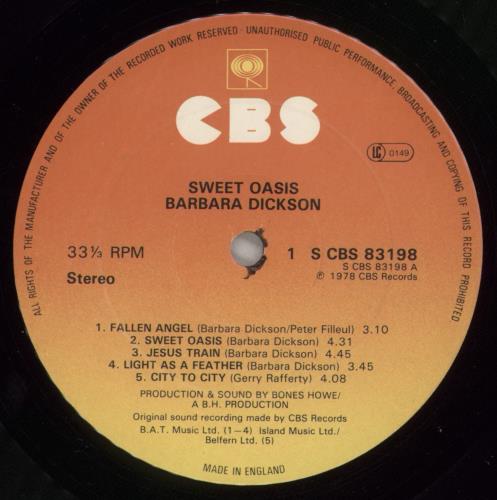 ALL RIGHTS OF THE MANUFACTURER AND OF THE OWNER OF THE RECORDED WORK RESERVED · UNAUTHORISED PUBLIC PERFORMANCE, BROADCASTING AND COPYING OF THIS RECORD PROHIBITED
CBS
LC 0149
SWEET OASIS
BARBARA DICKSON
33⅓ RPM
1 S CBS 83198
S CBS 83198 A
Stereo
℗ 1978 CBS Records
1. FALLEN ANGEL (Barbara Dickson/Peter Filleul) 3.10
2. SWEET OASIS (Barbara Dickson) 4.31
3. JESUS TRAIN (Barbara Dickson) 4.45
4. LIGHT AS A FEATHER (Barbara Dickson) 3.45
5. CITY TO CITY (Gerry Rafferty) 4.08
PRODUCTION & SOUND BY BONES HOWE/
A B.H. PRODUCTION
Original sound recording made by CBS Records
B.A.T. Music Ltd. (1–4) Island Music Ltd./
Belfern Ltd. (5)
MADE IN ENGLAND